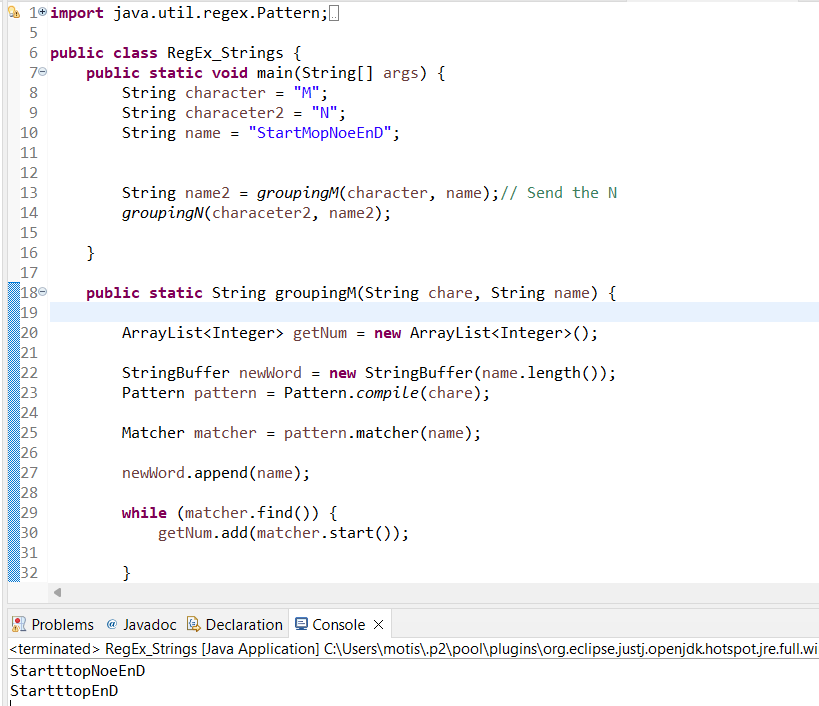 1 import java.util.regex.Pattern;
5
6 public class RegEx_Strings {
7 public static void main(String[] args) {
8 String character = "M";
9 String characeter2 = "N";
10 String name = "StartMopNoeEnD";
11
12
13 String name2 = groupingM(character, name);// Send the N
14 groupingN(characeter2, name2);
15
16 }
17
18 public static String groupingM(String chare, String name) {
19
20 ArrayList<Integer> getNum = new ArrayList<Integer>();
21
22 StringBuffer newWord = new StringBuffer(name.length());
23 Pattern pattern = Pattern.compile(chare);
24
25 Matcher matcher = pattern.matcher(name);
26
27 newWord.append(name);
28
29 while (matcher.find()) {
30 getNum.add(matcher.start());
31
32 }
Problems @ Javadoc Declaration Console
<terminated> RegEx_Strings [Java Application] C:\Users\motis\.p2\pool\plugins\org.eclipse.justj.openjdk.hotspot.jre.full.wi
StartttopNoeEnD
StartttopEnD